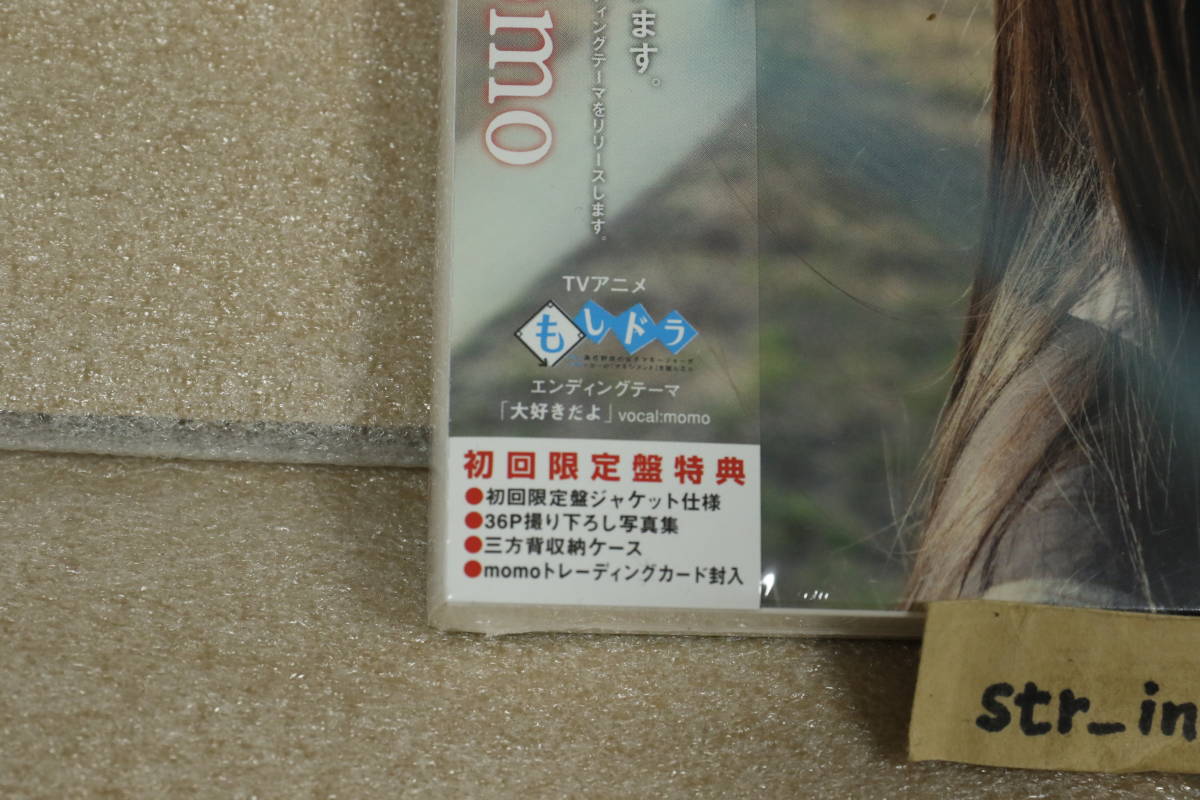 ます。
ィングテーマをリリースします。
mo
TVアニメ
もしドラ
エンディングテーマ
「大好きだよ」vocal:momo
初回限定盤特典
●初回限定盤ジャケット仕様
●36P撮り下ろし写真集
●三方背収納ケース
●momoトレーディングカード封入
str_in